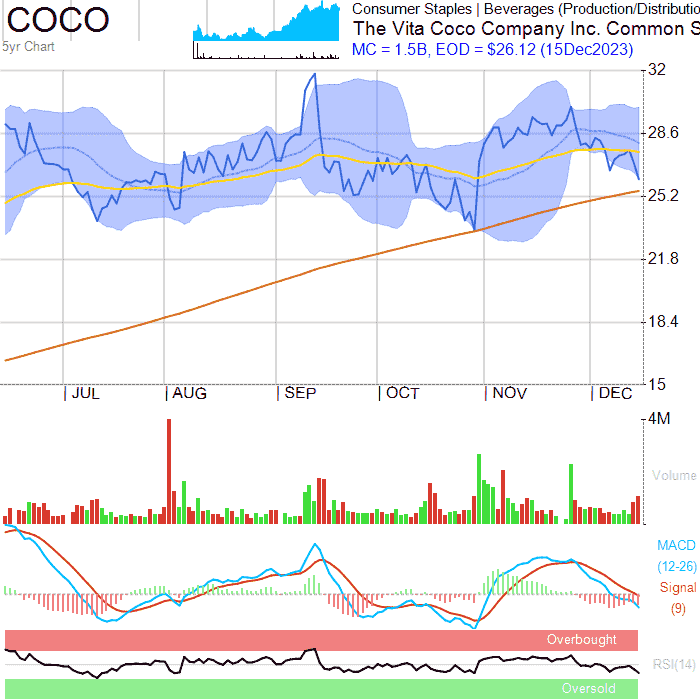 COCO
5yr Chart
Consumer Staples | Beverages (Production/Distributio
The Vita Coco Company Inc. Common S
MC = 1.5B, EOD = $26.12 (15Dec2023)
32
28.6
25.2
21.8
18.4
15
JUL AUG SEP OCT NOV DEC
4M
Volume
MACD
(12-26)
Signal
(9)
Overbought
RSI(14)
Oversold